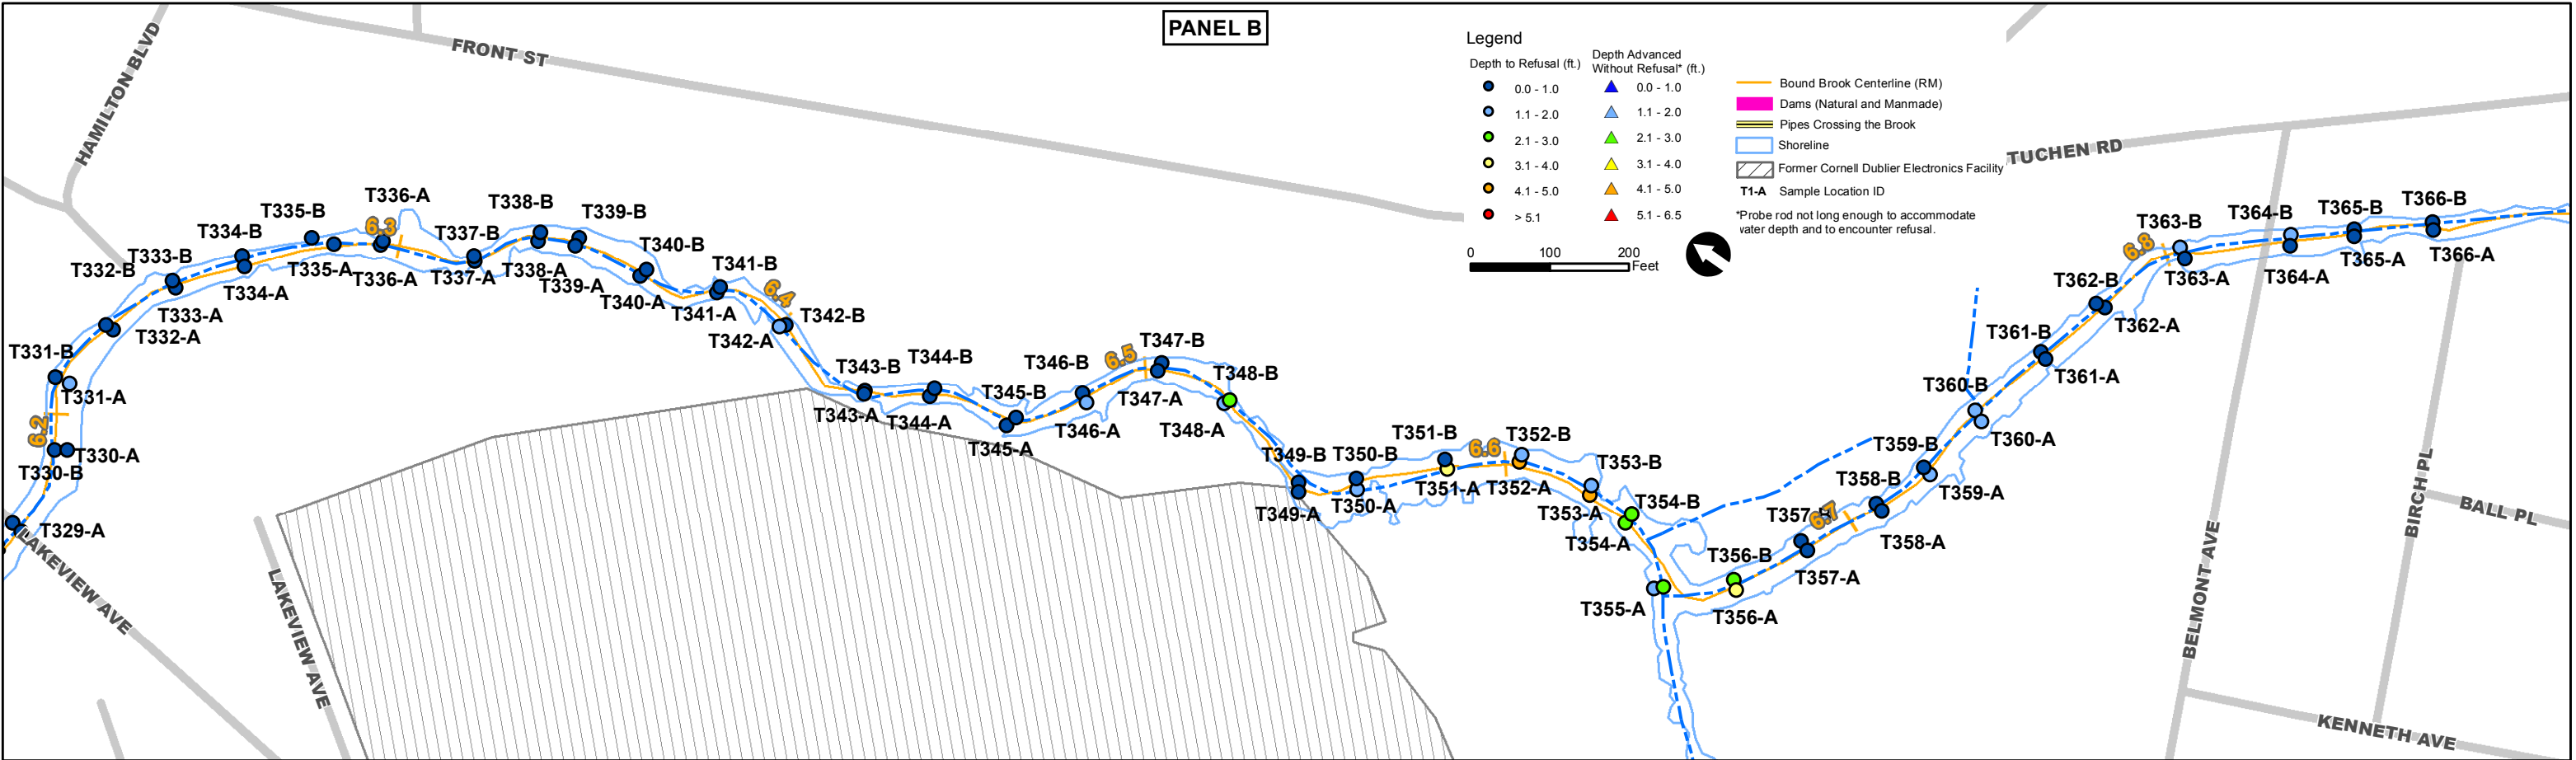 PANEL B
Legend
Depth to Refusal (ft.)
0.0 - 1.0
1.1 - 2.0
2.1 - 3.0
3.1 - 4.0
4.1 - 5.0
> 5.1
Depth Advanced
Without Refusal* (ft.)
0.0 - 1.0
1.1 - 2.0
2.1 - 3.0
3.1 - 4.0
4.1 - 5.0
5.1 - 6.5
Bound Brook Centerline (RM)
Dams (Natural and Manmade)
Pipes Crossing the Brook
Shoreline
Former Cornell Dublier Electronics Facility
T1-A Sample Location ID
*Probe rod not long enough to accommodate
water depth and to encounter refusal.
0 100 200
Feet
HAMILTON BLVD
FRONT ST
TUCHEN RD
LAKEVIEW AVE
LAKEVIEW AVE
BELMONT AVE
BIRCH PL
BALL PL
KENNETH AVE
6.2
6.3
6.4
6.5
6.6
6.7
6.8
T329-A
T330-B
T330-A
T331-B
T331-A
T332-B
T332-A
T333-B
T333-A
T334-B
T334-A
T335-B
T335-A
T336-A
T336-A
T337-B
T337-A
T338-B
T338-A
T339-B
T339-A
T340-B
T340-A
T341-B
T341-A
T342-B
T342-A
T343-B
T343-A
T344-B
T344-A
T345-B
T345-A
T346-B
T346-A
T347-B
T347-A
T348-B
T348-A
T349-B
T349-A
T350-B
T350-A
T351-B
T351-A
T352-B
T352-A
T353-B
T353-A
T354-B
T354-A
T355-A
T356-B
T356-A
T357-B
T357-A
T358-B
T358-A
T359-B
T359-A
T360-B
T360-A
T361-B
T361-A
T362-B
T362-A
T363-B
T363-A
T364-B
T364-A
T365-B
T365-A
T366-B
T366-A